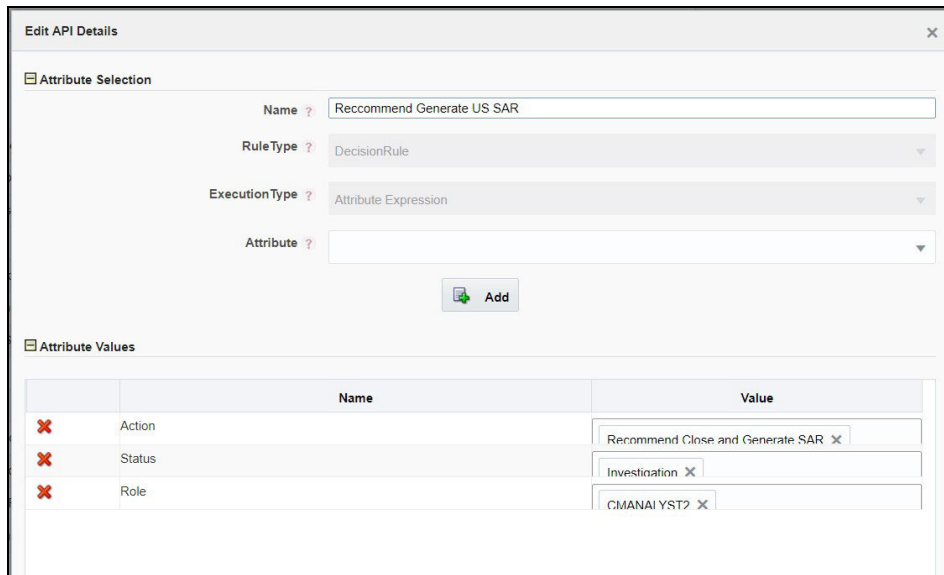 Edit API Details
Attribute Selection
Name ? Reccommend Generate US SAR
RuleType ? DecisionRule
ExecutionType ? Attribute Expression
Attribute ?
Add
Attribute Values
Name Value
Action Recommend Close and Generate SAR
Status Investigation
Role CMANALYST2